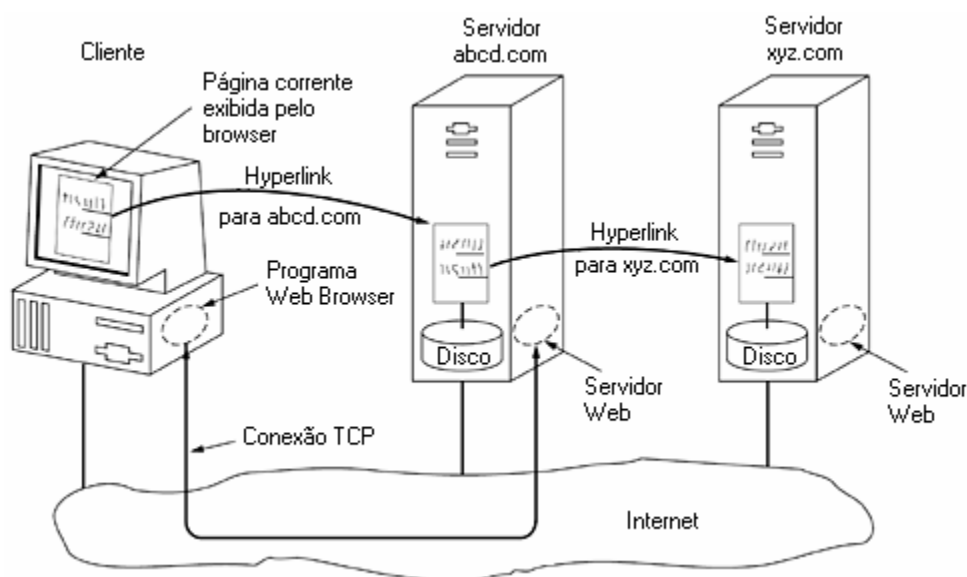 Cliente
Servidor
abcd.com
Servidor
xyz.com
Página corrente
exibida pelo
browser
Hyperlink
para abcd.com
Hyperlink
para xyz.com
Programa
Web Browser
Disco
Servidor
Web
Disco
Servidor
Web
Conexão TCP
Internet